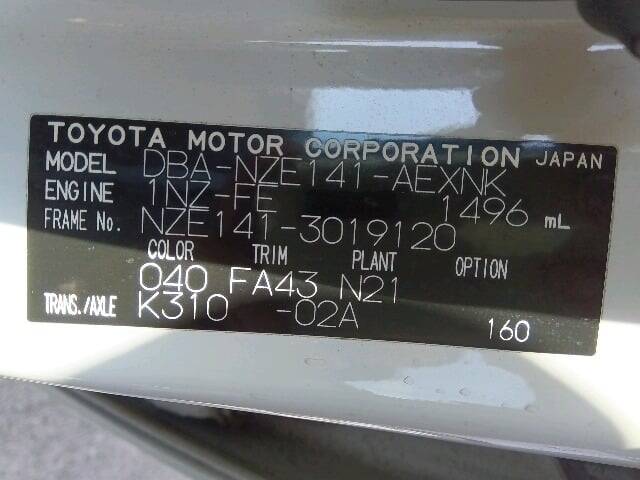 TOYOTA MOTOR CORPORATION JAPAN
MODEL DBA-NZE141-AEXNK
ENGINE 1NZ-FE 1496 mL
FRAME No. NZE141-3019120
COLOR TRIM PLANT OPTION
040 FA43 N21
TRANS./AXLE K310 -02A 160